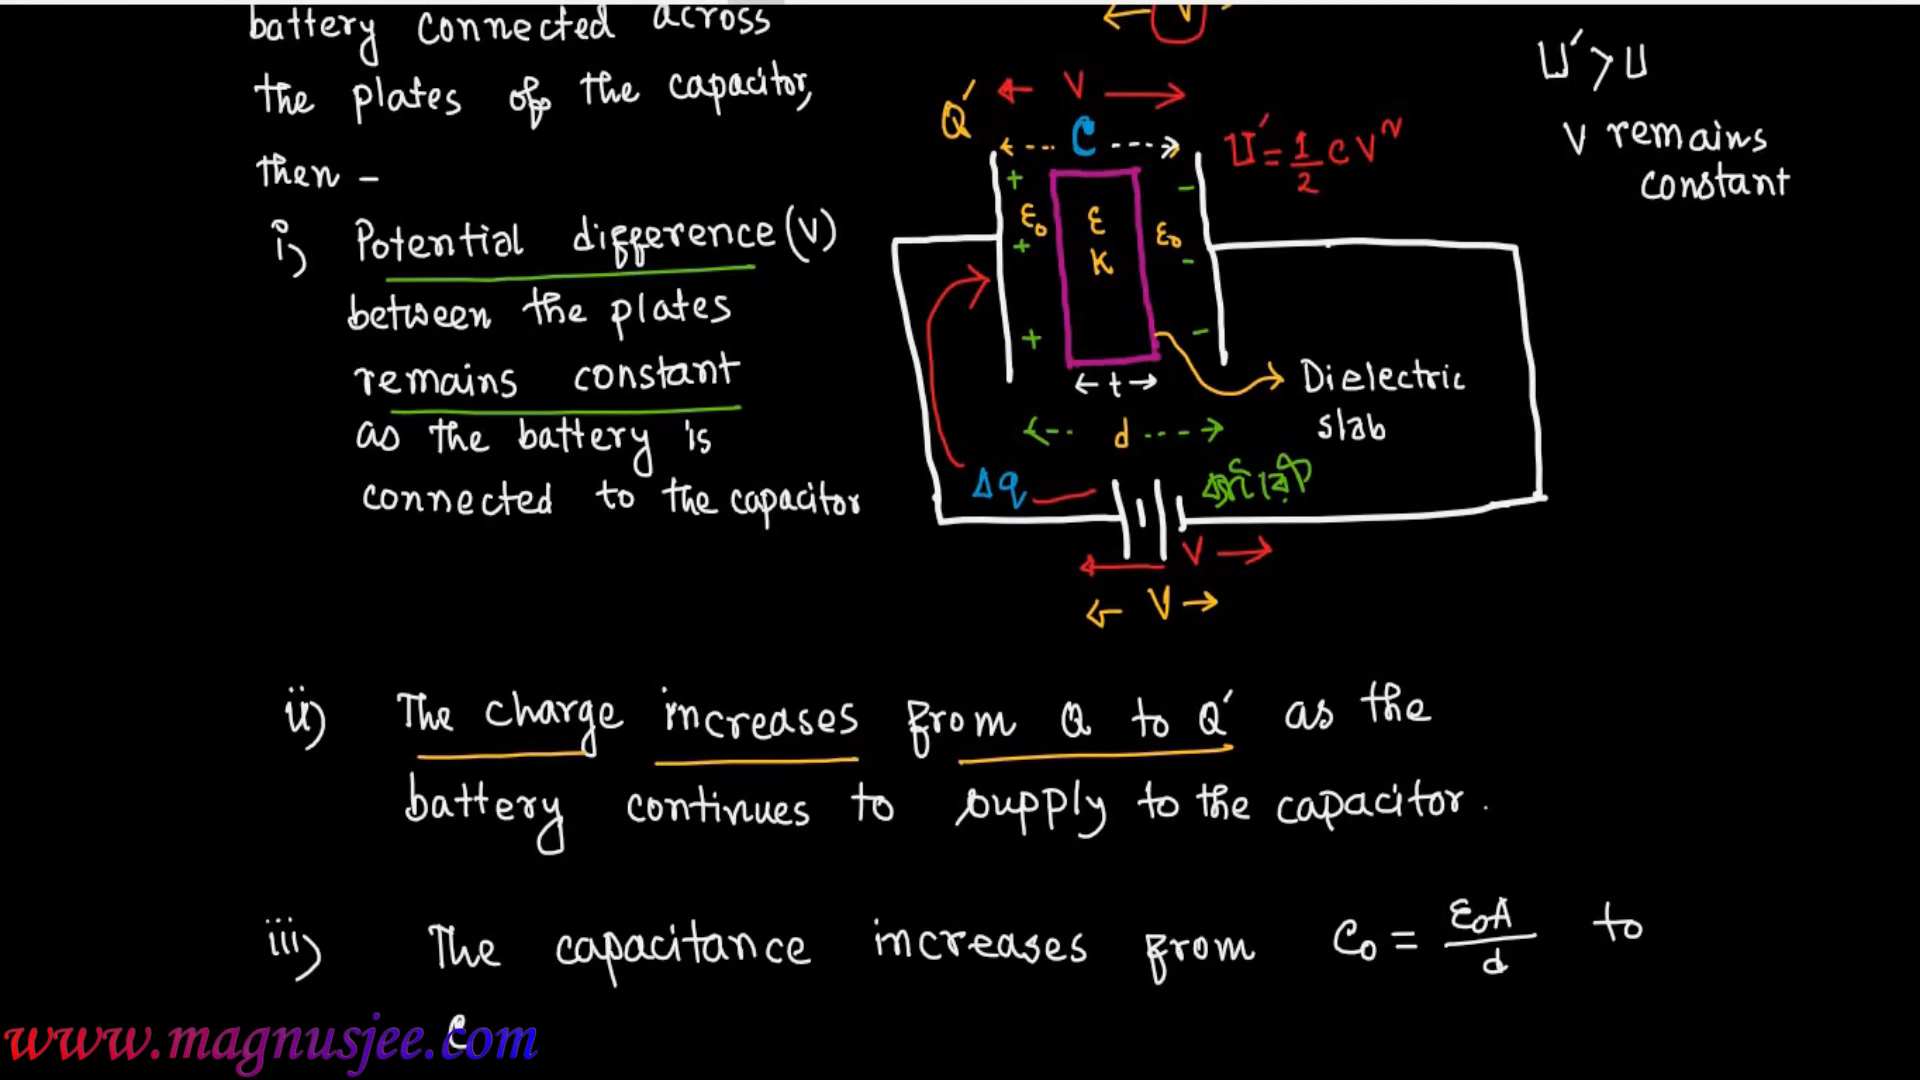 battery connected across
the plates of the capacitor,
then -
i) Potential difference (V)
between the plates
remains constant
as the battery is
connected to the capacitor
V
V
Q'
C
U' = 1/2 C V²
U' > U
V remains
constant
+ ε₀ ε ε₀ -
+ K -
+ -
t
Dielectric
slab
d
Δq
V
V
ii) The charge increases from Q to Q' as the
battery continues to supply to the capacitor.
iii) The capacitance increases from C₀ = ε₀A/d to
C
www.magnusjee.com